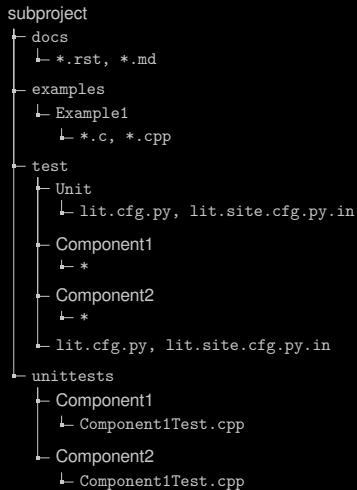 subproject
docs
*.rst, *.md
examples
Example1
*.c, *.cpp
test
Unit
lit.cfg.py, lit.site.cfg.py.in
Component1
*
Component2
*
lit.cfg.py, lit.site.cfg.py.in
unittests
Component1
Component1Test.cpp
Component2
Component1Test.cpp